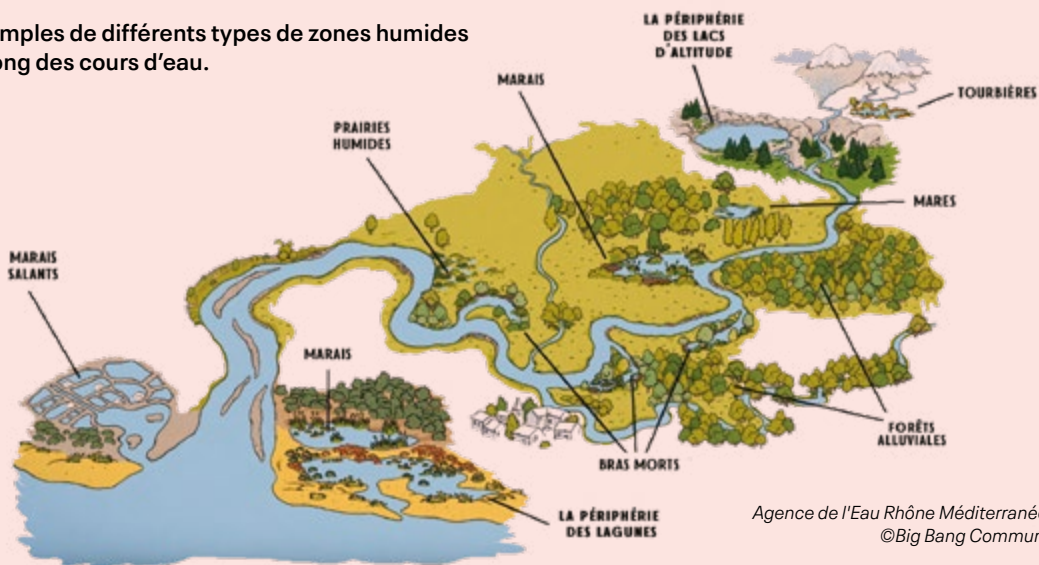 mples de différents types de zones humides
ong des cours d'eau.
LA PÉRIPHÉRIE
DES LACS
D'ALTITUDE
MARAIS
TOURBIÈRES
PRAIRIES
HUMIDES
MARES
MARAIS
SALANTS
MARAIS
FORÊTS
ALLUVIALES
BRAS MORTS
LA PÉRIPHÉRIE
DES LAGUNES
Agence de l'Eau Rhône Méditerrané
©Big Bang Commun